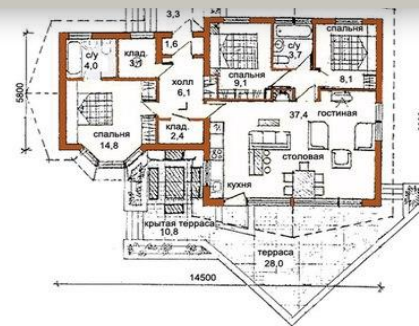 3,3
с/у
4,0
клад.
3,1
1,6
холл
6,1
спальня
9,1
с/у
3,7
спальня
8,1
5800
спальня
14,8
клад.
2,4
37,4
гостиная
столовая
кухня
крытая терраса
10,8
терраса
28,0
14500